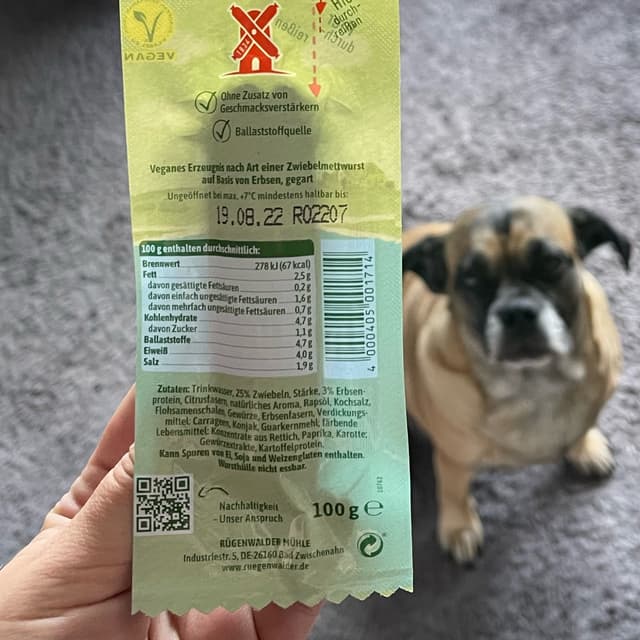 VEGAN
Hier
durch-
reißen
durch-
reißen
Ohne Zusatz von
Geschmacksverstärkern
Ballaststoffquelle
Veganes Erzeugnis nach Art einer Zwiebelmettwurst
auf Basis von Erbsen, gegart
Ungeöffnet bei max. +7°C mindestens haltbar bis:
19.08.22 R02207
100 g enthalten durchschnittlich:
Brennwert 278 kJ (67 kcal)
Fett 2,5 g
davon gesättigte Fettsäuren 0,2 g
davon einfach ungesättigte Fettsäuren 1,6 g
davon mehrfach ungesättigte Fettsäuren 0,7 g
Kohlenhydrate 4,7 g
davon Zucker 1,1 g
Ballaststoffe 4,7 g
Eiweiß 4,0 g
Salz 1,9 g
4 000405 001714
Zutaten: Trinkwasser, 25% Zwiebeln, Stärke, 3% Erbsen-
protein, Citrusfasern, natürliches Aroma, Rapsöl, Kochsalz,
Flohsamenschalen, Gewürze, Erbsenfasern, Verdickungs-
mittel: Carrageen, Konjak, Guarkernmehl; färbende
Lebensmittel: Konzentrate aus Rettich, Paprika, Karotte;
Gewürzextrakte, Kartoffelprotein.
Kann Spuren von Ei, Soja und Weizengluten enthalten.
Wursthülle nicht essbar.
Nachhaltigkeit
- Unser Anspruch
100 g e
RÜGENWALDER MÜHLE
Industriestr. 5, DE-26160 Bad Zwischenahn
www.ruegenwalder.de